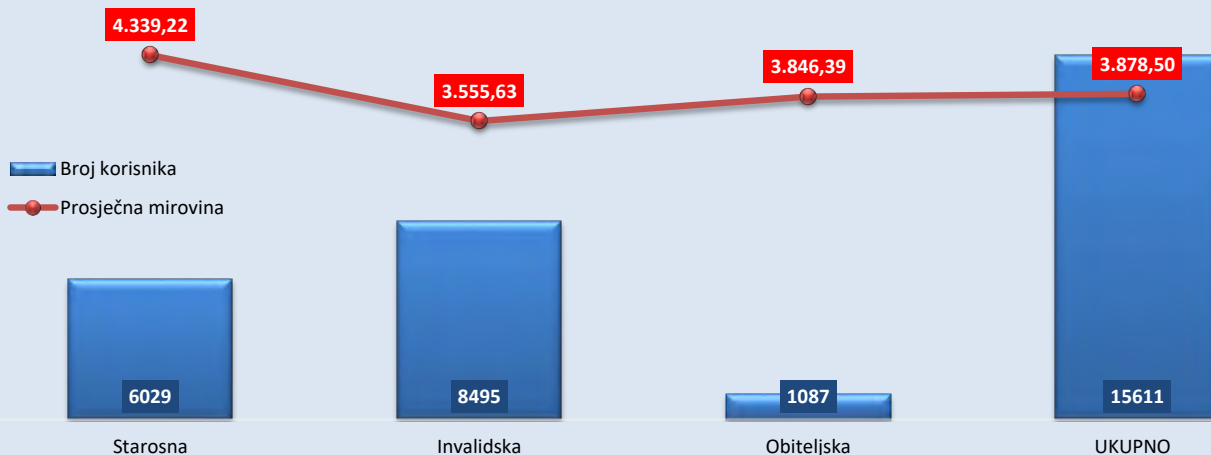 4.339,22
3.555,63
3.846,39
3.878,50
Broj korisnika
Prosječna mirovina
6029
8495
1087
15611
Starosna
Invalidska
Obiteljska
UKUPNO